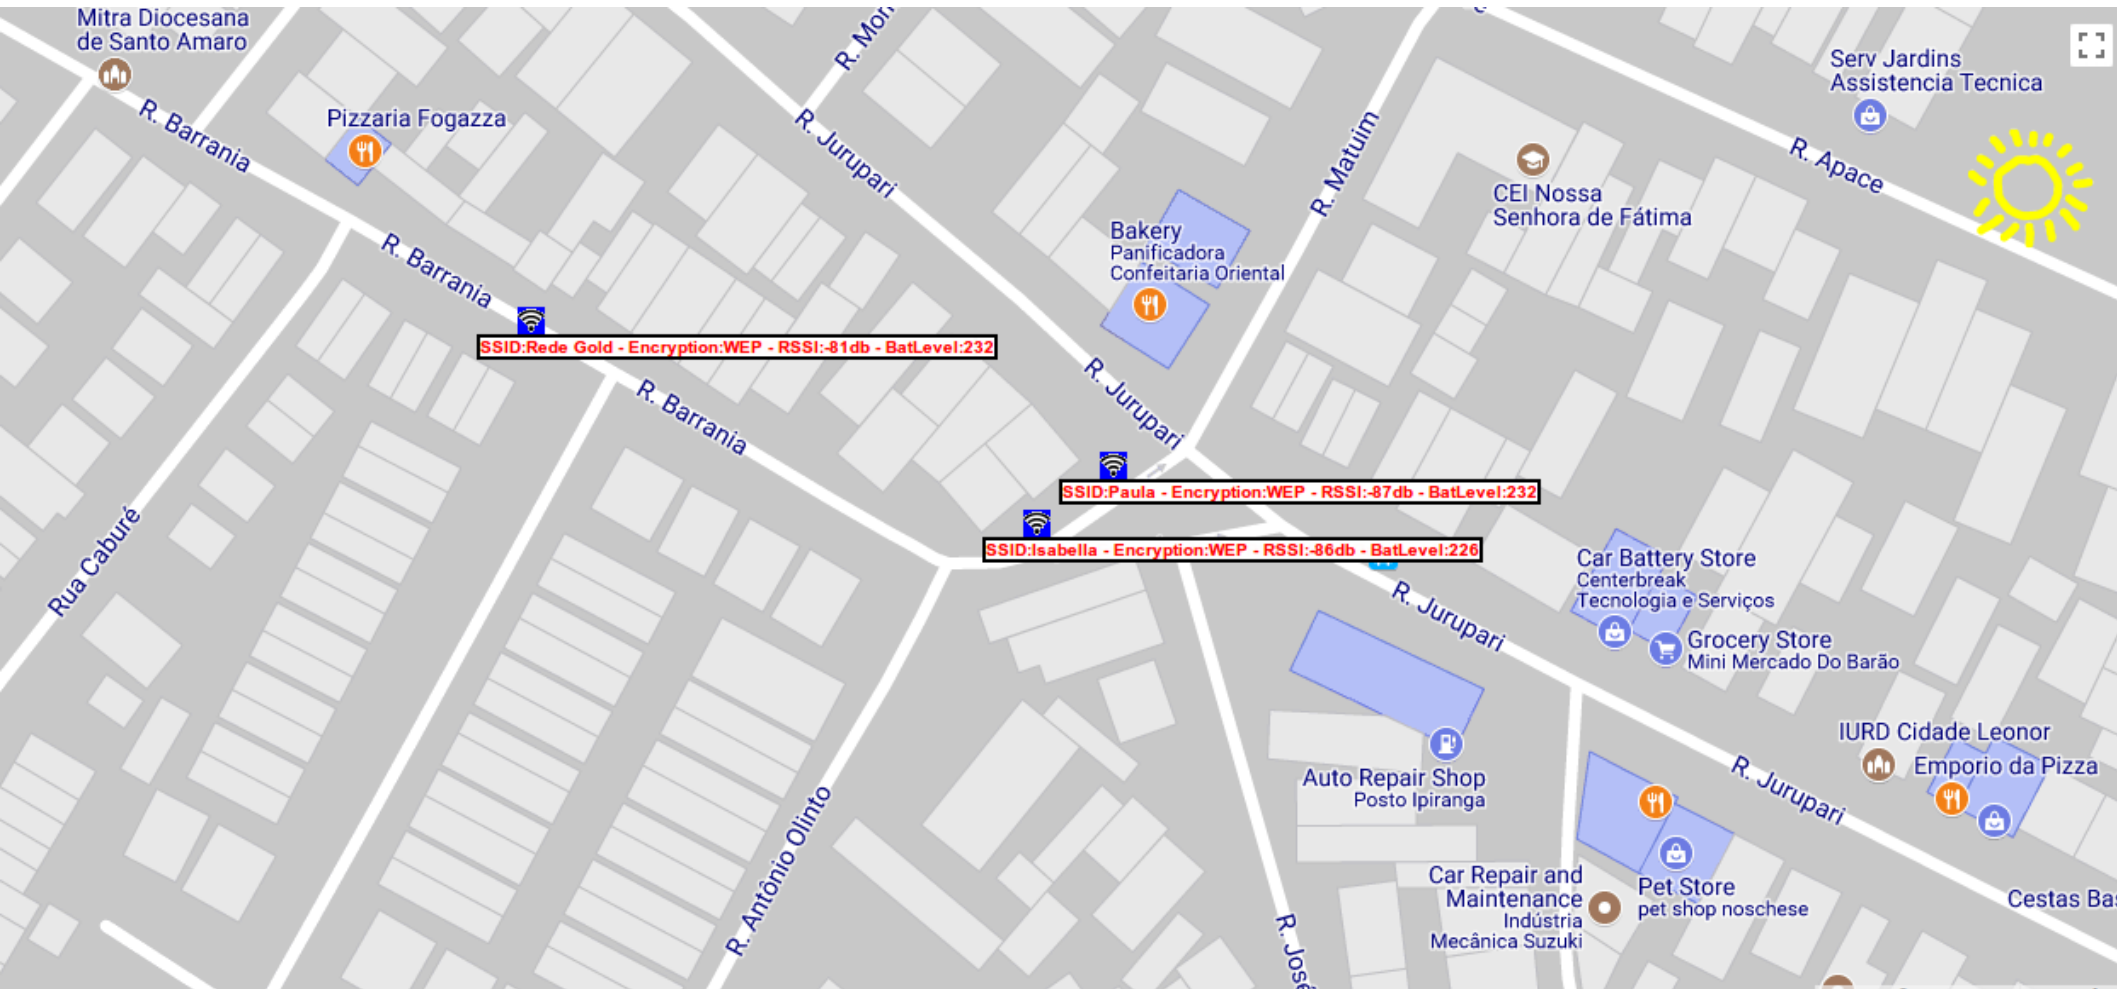 Mitra Diocesana
de Santo Amaro
R. Barrania
Pizzaria Fogazza
R. Barrania
R. Jurupari
R. Matuim
Serv Jardins
Assistencia Tecnica
R. Apace
CEI Nossa
Senhora de Fátima
Bakery
Panificadora
Confeitaria Oriental
SSID:Rede Gold - Encryption:WEP - RSSI:-81db - BatLevel:232
R. Barrania
R. Jurupari
SSID:Paula - Encryption:WEP - RSSI:-87db - BatLevel:232
SSID:Isabella - Encryption:WEP - RSSI:-86db - BatLevel:226
Rua Caburé
R. Jurupari
Car Battery Store
Centerbreak
Tecnologia e Serviços
Grocery Store
Mini Mercado Do Barão
IURD Cidade Leonor
Emporio da Pizza
R. Jurupari
Auto Repair Shop
Posto Ipiranga
R. Antônio Olinto
Car Repair and
Maintenance
Indústria
Mecânica Suzuki
Pet Store
pet shop noschese
Cestas Bas
R. José